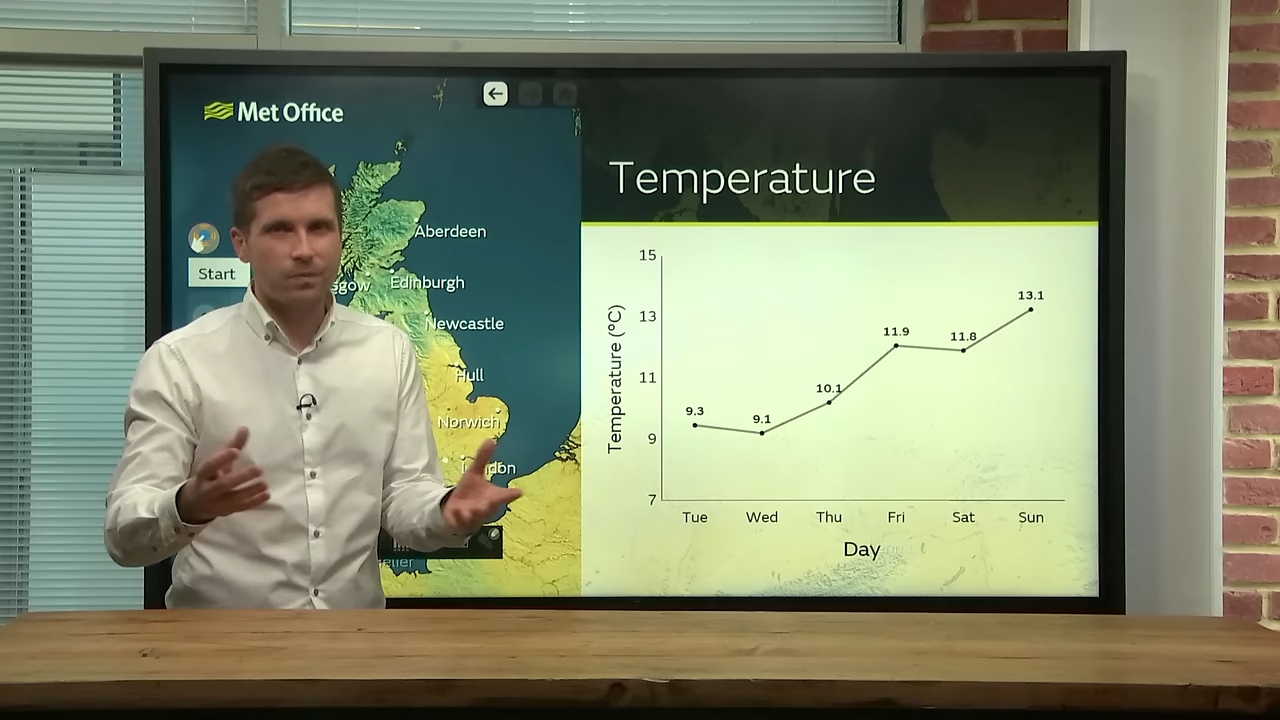 Met Office
Aberdeen
Edinburgh
Newcastle
Hull
Norwich
Start
Temperature
Temperature (°C)
15
13
11
9
7
9.3
9.1
10.1
11.9
11.8
13.1
Tue Wed Thu Fri Sat Sun
Day